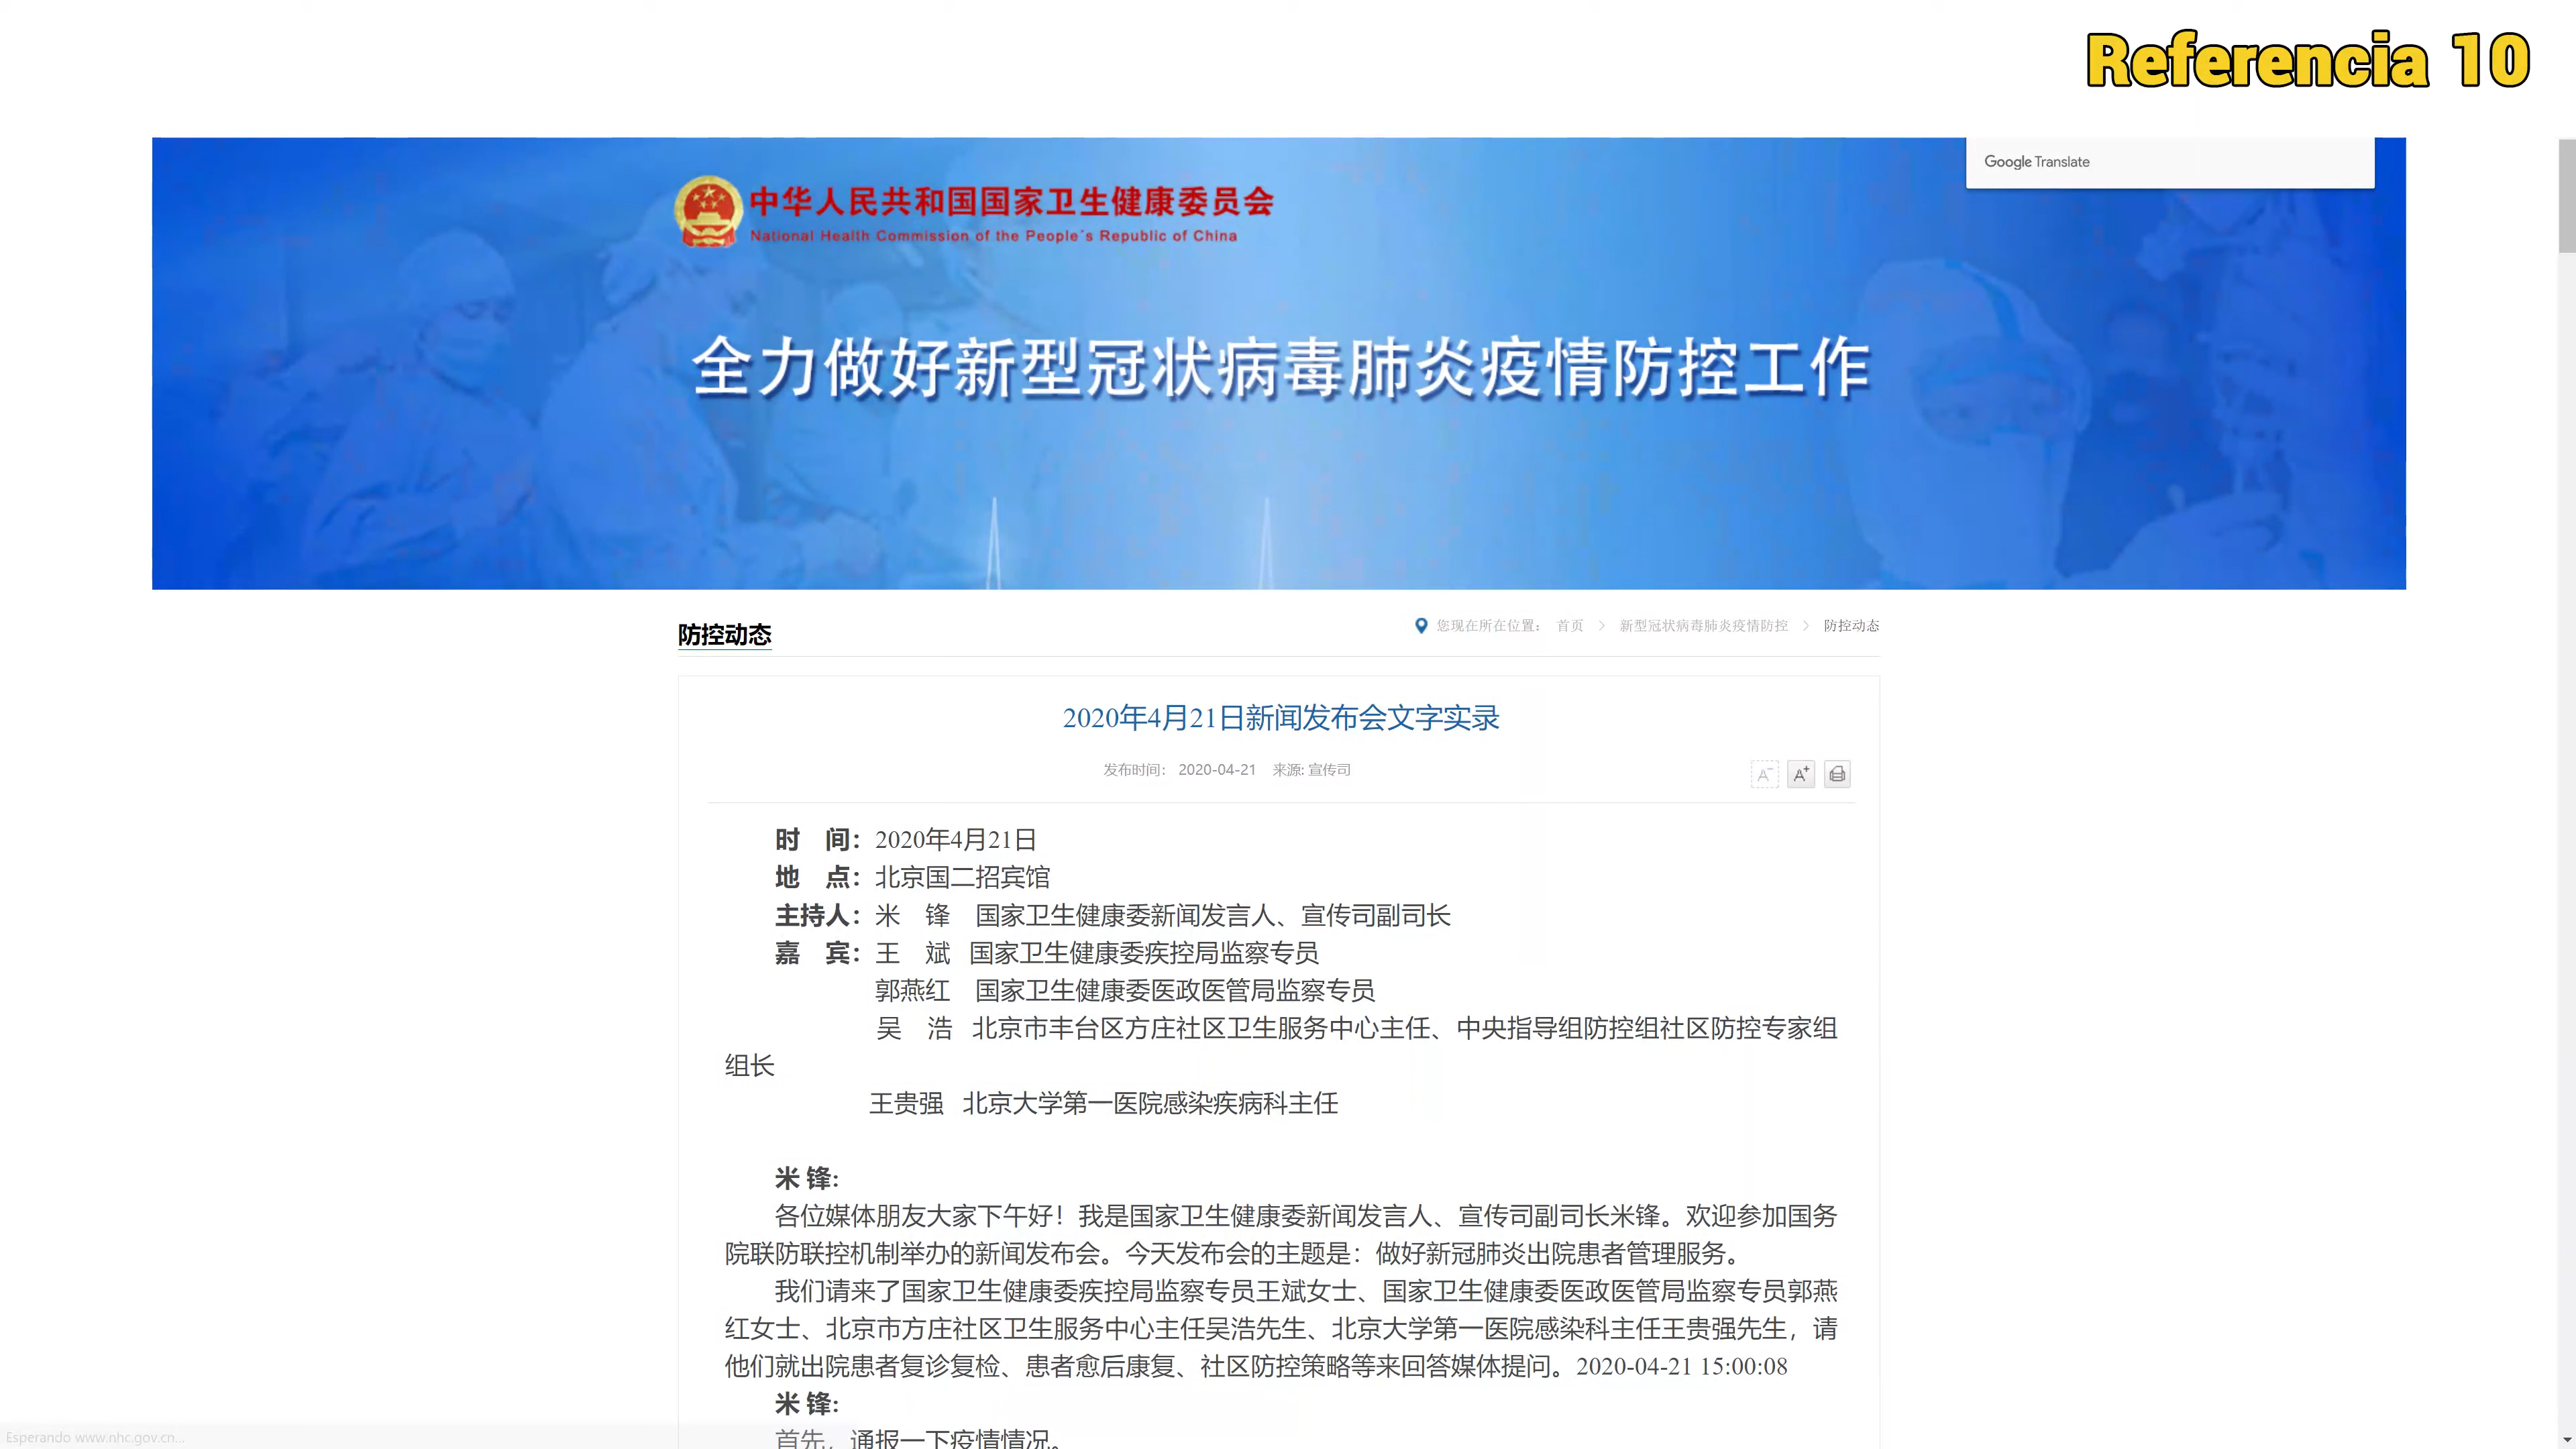 Referencia 10
Google Translate
中华人民共和国国家卫生健康委员会
National Health Commission of the People's Republic of China
全力做好新型冠状病毒肺炎疫情防控工作
防控动态
您现在所在位置： 首页 > 新型冠状病毒肺炎疫情防控 > 防控动态
2020年4月21日新闻发布会文字实录
发布时间： 2020-04-21 来源: 宣传司
A- A+
时 间：2020年4月21日
地 点：北京国二招宾馆
主持人：米 锋 国家卫生健康委新闻发言人、宣传司副司长
嘉 宾：王 斌 国家卫生健康委疾控局监察专员
郭燕红 国家卫生健康委医政医管局监察专员
吴 浩 北京市丰台区方庄社区卫生服务中心主任、中央指导组防控组社区防控专家组
组长
王贵强 北京大学第一医院感染疾病科主任
米 锋:
各位媒体朋友大家下午好！我是国家卫生健康委新闻发言人、宣传司副司长米锋。欢迎参加国务
院联防联控机制举办的新闻发布会。今天发布会的主题是：做好新冠肺炎出院患者管理服务。
我们请来了国家卫生健康委疾控局监察专员王斌女士、国家卫生健康委医政医管局监察专员郭燕
红女士、北京市方庄社区卫生服务中心主任吴浩先生、北京大学第一医院感染科主任王贵强先生，请
他们就出院患者复诊复检、患者愈后康复、社区防控策略等来回答媒体提问。2020-04-21 15:00:08
米 锋:
首先，通报一下疫情情况。
Esperando www.nhc.gov.cn...